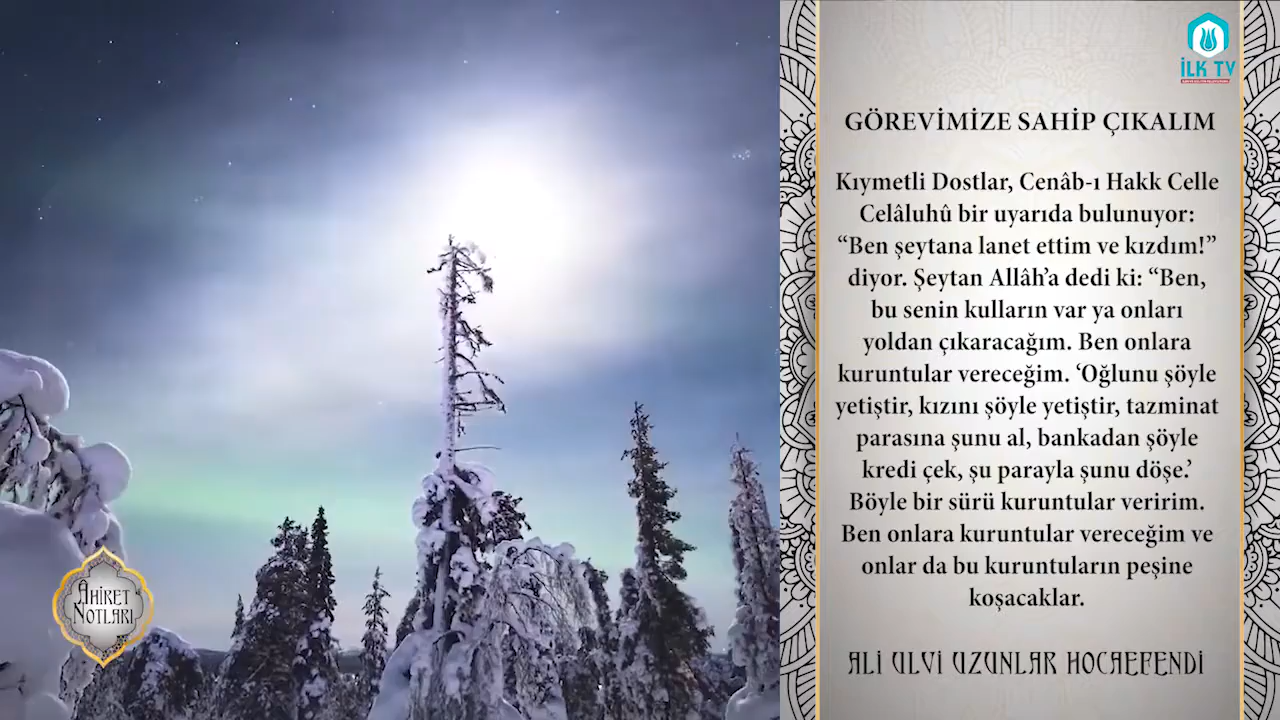 İLK TV
GÖREVİMİZE SAHİP ÇIKALIM
Kıymetli Dostlar, Cenâb-ı Hakk Celle
Celâluhû bir uyarıda bulunuyor:
“Ben şeytana lanet ettim ve kızdım!”
diyor. Şeytan Allâh’a dedi ki: “Ben,
bu senin kulların var ya onları
yoldan çıkaracağım. Ben onlara
kuruntular vereceğim. ‘Oğlunu şöyle
yetiştir, kızını şöyle yetiştir, tazminat
parasına şunu al, bankadan şöyle
kredi çek, şu parayla şunu döşe.’
Böyle bir sürü kuruntular veririm.
Ben onlara kuruntular vereceğim ve
onlar da bu kuruntuların peşine
koşacaklar.
ALİ ULVİ UZUNLAR HOCAEFENDİ
AHİRET
NOTLARI